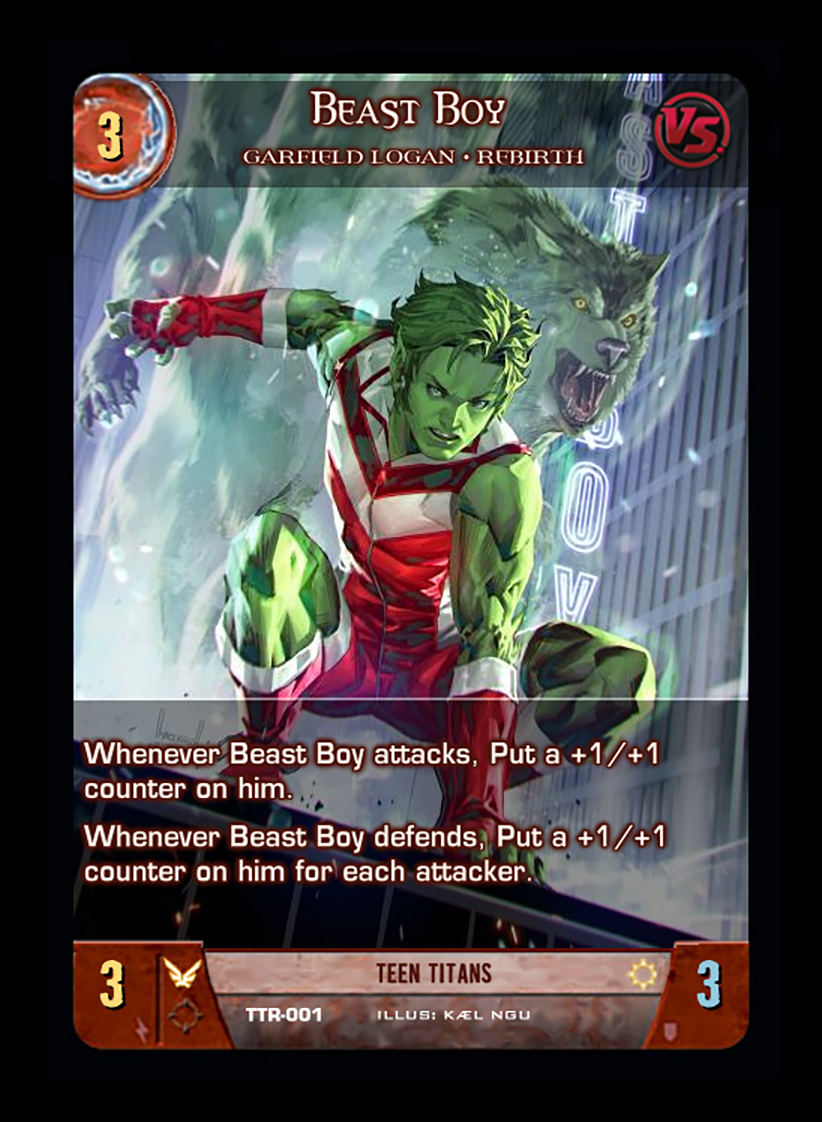 3
BEAST BOY
VS.
GARFIELD LOGAN • REBIRTH
Whenever Beast Boy attacks, Put a +1/+1
counter on him.
Whenever Beast Boy defends, Put a +1/+1
counter on him for each attacker.
3
TEEN TITANS
3
TTR-001
ILLUS: KÆL NGU